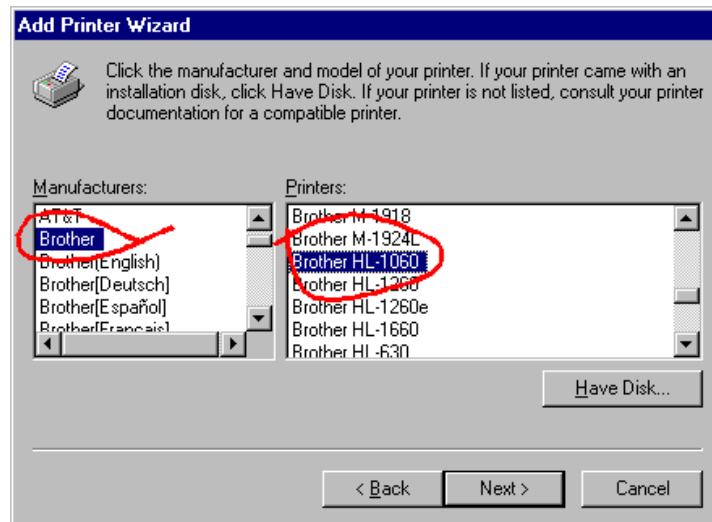 Add Printer Wizard
Click the manufacturer and model of your printer. If your printer came with an
installation disk, click Have Disk. If your printer is not listed, consult your printer
documentation for a compatible printer.
Manufacturers:
AT&T
Brother
Brother(English)
Brother[Deutsch]
Brother[Español]
Brother[Francais]
Printers:
Brother M-1918
Brother M-1924L
Brother HL-1060
Brother HL-1260
Brother HL-1260e
Brother HL-1660
Brother HL-630
Have Disk...
< Back
Next >
Cancel